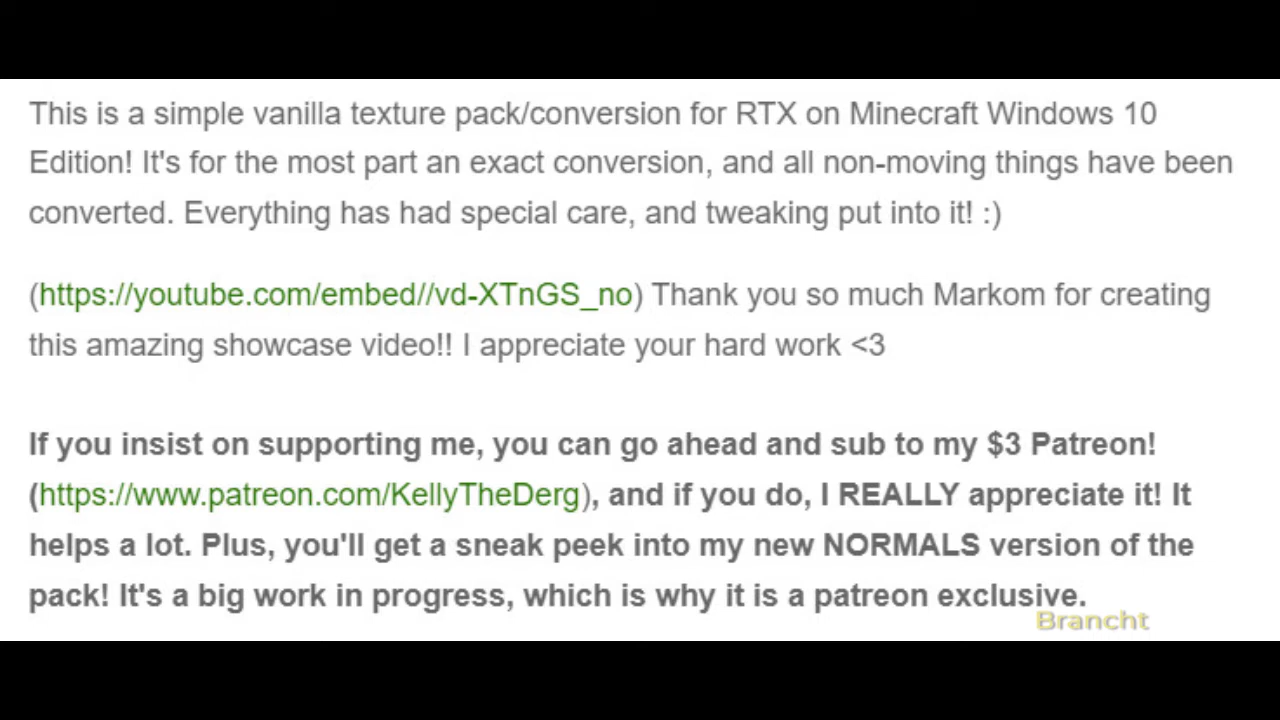 This is a simple vanilla texture pack/conversion for RTX on Minecraft Windows 10
Edition! It's for the most part an exact conversion, and all non-moving things have been
converted. Everything has had special care, and tweaking put into it! :)
(https://youtube.com/embed//vd-XTnGS_no) Thank you so much Markom for creating
this amazing showcase video!! I appreciate your hard work <3
If you insist on supporting me, you can go ahead and sub to my $3 Patreon!
(https://www.patreon.com/KellyTheDerg), and if you do, I REALLY appreciate it! It
helps a lot. Plus, you'll get a sneak peek into my new NORMALS version of the
pack! It's a big work in progress, which is why it is a patreon exclusive.
Brancht